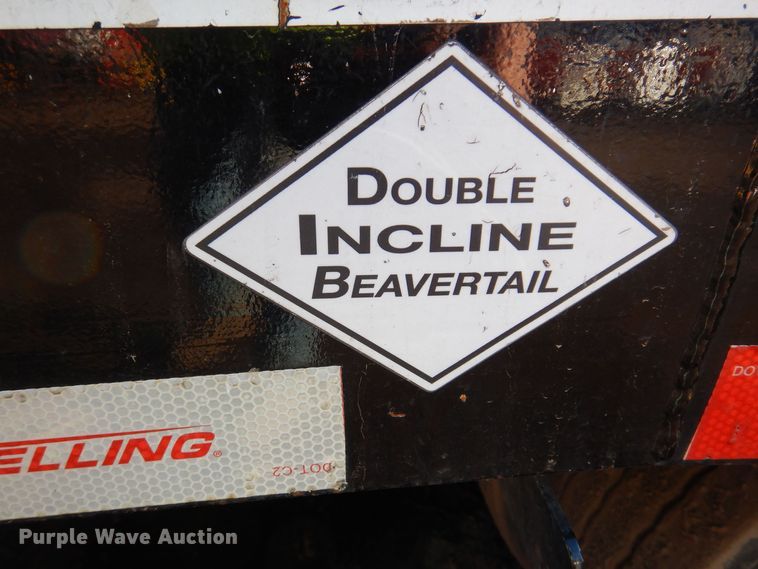 DOUBLE
INCLINE
BEAVERTAIL
ELLING®
DOT-C2
DO
Purple Wave Auction